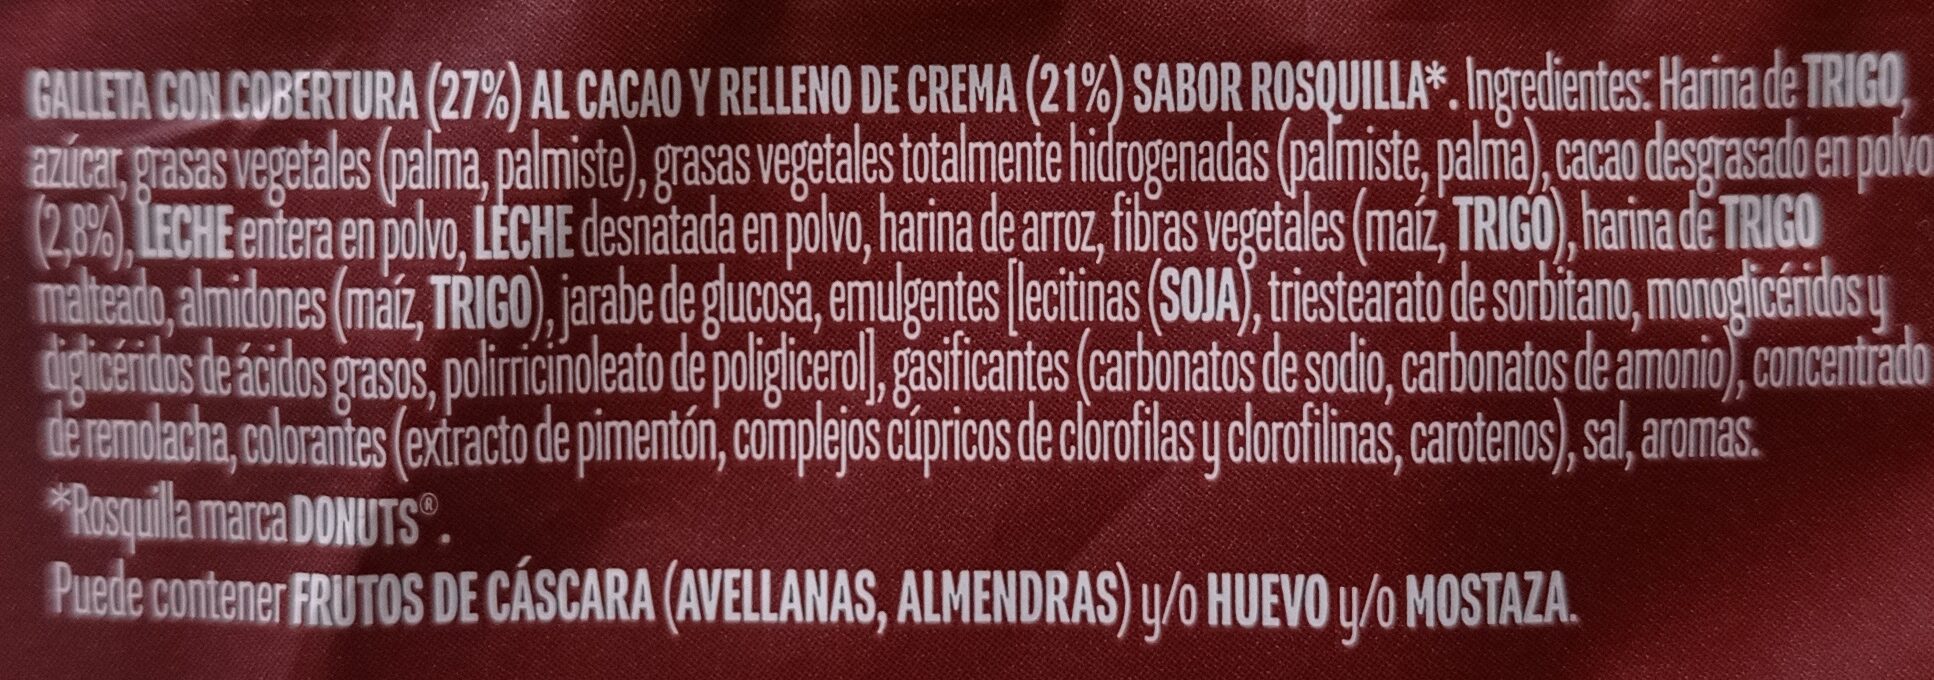 GALLETA CON COBERTURA (27%) AL CACAO Y RELLENO DE CREMA (21%) SABOR ROSQUILLA*. Ingredientes: Harina de TRIGO,
azúcar, grasas vegetales (palma, palmiste), grasas vegetales totalmente hidrogenadas (palmiste, palma), cacao desgrasado en polvo
(2,8%), LECHE entera en polvo, LECHE desnatada en polvo, harina de arroz, fibras vegetales (maíz, TRIGO), harina de TRIGO
malteado, almidones (maíz, TRIGO), jarabe de glucosa, emulgentes [lecitinas (SOJA), triestearato de sorbitano, monoglicéridos y
diglicéridos de ácidos grasos, polirricinoleato de poliglicerol], gasificantes (carbonatos de sodio, carbonatos de amonio), concentrado
de remolacha, colorantes (extracto de pimentón, complejos cúpricos de clorofilas y clorofilinas, carotenos), sal, aromas.
*Rosquilla marca DONUTS®.
Puede contener FRUTOS DE CÁSCARA (AVELLANAS, ALMENDRAS) y/o HUEVO y/o MOSTAZA.